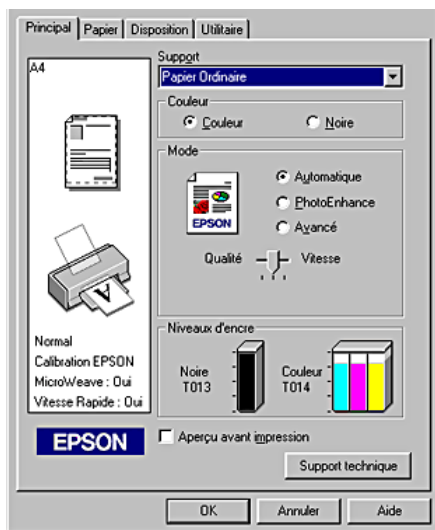 Principal Papier Disposition Utilitaire
A4
Support
Papier Ordinaire
Couleur
Couleur Noire
Mode
EPSON
Automatique
PhotoEnhance
Avancé
Qualité Vitesse
A
Normal
Calibration EPSON
MicroWeave : Oui
Vitesse Rapide : Oui
EPSON
Niveaux d'encre
Noire
T013
Couleur
T014
Aperçu avant impression
Support technique
OK Annuler Aide